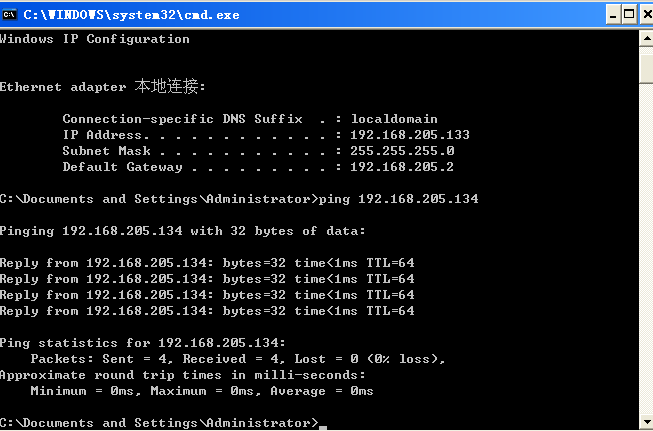 C:\WINDOWS\system32\cmd.exe
Windows IP Configuration
Ethernet adapter 本地连接:
Connection-specific DNS Suffix  . : localdomain
IP Address. . . . . . . . . . . . : 192.168.205.133
Subnet Mask . . . . . . . . . . . : 255.255.255.0
Default Gateway . . . . . . . . . : 192.168.205.2
C:\Documents and Settings\Administrator>ping 192.168.205.134
Pinging 192.168.205.134 with 32 bytes of data:
Reply from 192.168.205.134: bytes=32 time<1ms TTL=64
Reply from 192.168.205.134: bytes=32 time<1ms TTL=64
Reply from 192.168.205.134: bytes=32 time<1ms TTL=64
Reply from 192.168.205.134: bytes=32 time<1ms TTL=64
Ping statistics for 192.168.205.134:
Packets: Sent = 4, Received = 4, Lost = 0 (0% loss),
Approximate round trip times in milli-seconds:
Minimum = 0ms, Maximum = 0ms, Average = 0ms
C:\Documents and Settings\Administrator>_